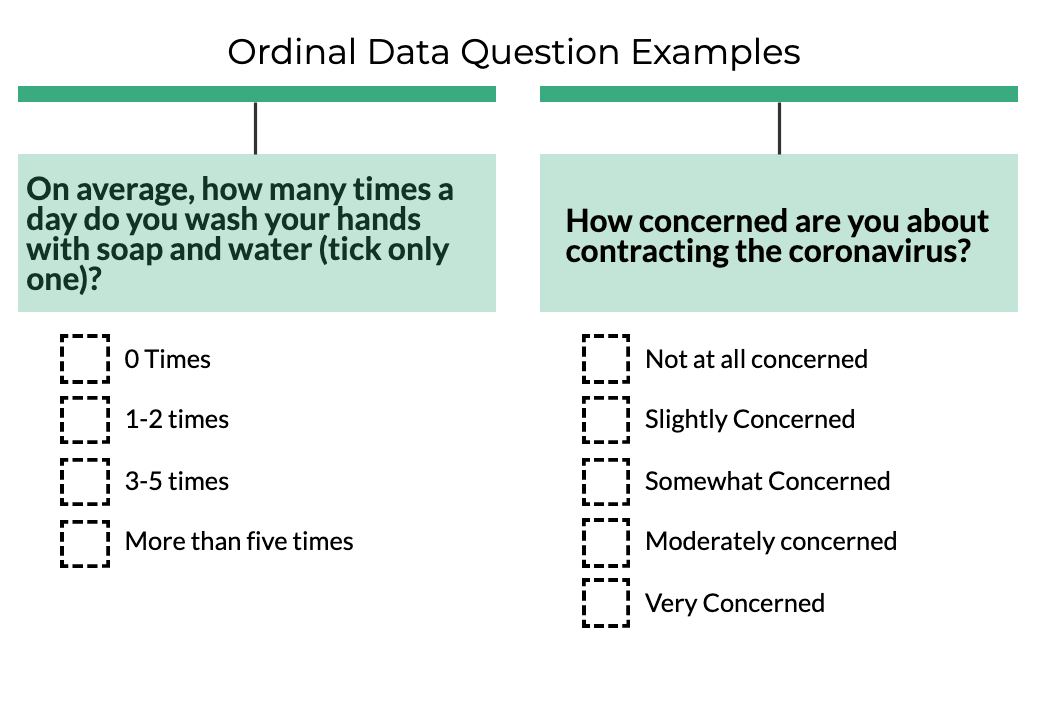 Ordinal Data Question Examples
On average, how many times a
day do you wash your hands
with soap and water (tick only
one)?
0 Times
1-2 times
3-5 times
More than five times
How concerned are you about
contracting the coronavirus?
Not at all concerned
Slightly Concerned
Somewhat Concerned
Moderately concerned
Very Concerned